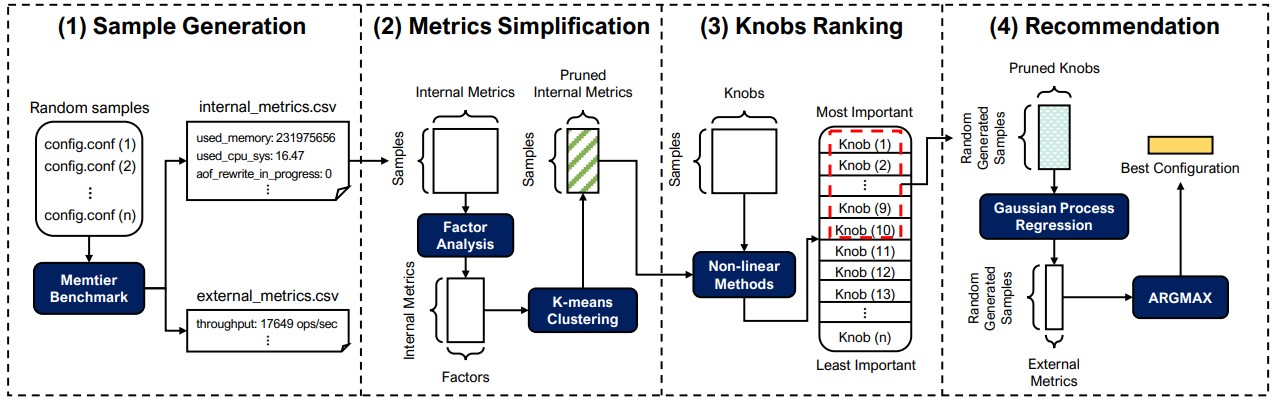 (1) Sample Generation
Random samples
config.conf (1)
config.conf (2)
⋮
config.conf (n)
Memtier
Benchmark
internal_metrics.csv
used_memory: 231975656
used_cpu_sys: 16.47
aof_rewrite_in_progress: 0
⋮
external_metrics.csv
throughput: 17649 ops/sec
⋮
(2) Metrics Simplification
Internal Metrics
Samples
Factor
Analysis
Internal Metrics
Factors
Pruned
Internal Metrics
Samples
K-means
Clustering
(3) Knobs Ranking
Knobs
Samples
Non-linear
Methods
Most Important
Knob (1)
Knob (2)
⋮
Knob (9)
Knob (10)
Knob (11)
Knob (12)
Knob (13)
⋮
Knob (n)
Least Important
(4) Recommendation
Pruned Knobs
Random
Generated
Samples
Gaussian Process
Regression
Random
Generated
Samples
External
Metrics
Best Configuration
ARGMAX